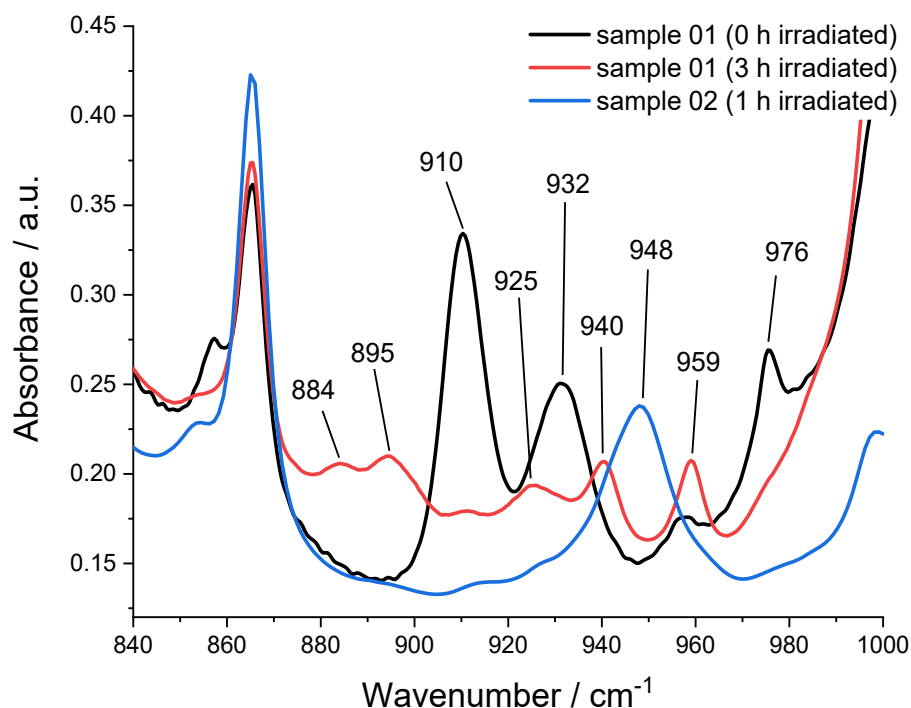 0.45
0.40
0.35
0.30
0.25
0.20
0.15
Absorbance / a.u.
sample 01 (0 h irradiated)
sample 01 (3 h irradiated)
sample 02 (1 h irradiated)
910
932
948
976
925
940
959
895
884
840 860 880 900 920 940 960 980 1000
Wavenumber / cm⁻¹